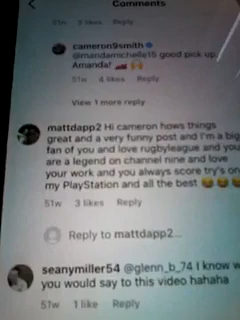 Comments
51w 5 likes Reply
cameron9smith
@mandamichelle15 good pick up,
Amanda!
51w 4 likes Reply
View 1 more reply
mattdapp2 Hi cameron hows things
great and a very funny post and I'm a big
fan of you and love rugbyleague and you
are a legend on channel nine and love
your work and you always score try's on
my PlayStation and all the best
51w 3 likes Reply
Reply to mattdapp2...
seanymiller54 @glenn_b_74 I know w
you would say to this video hahaha
51w 1 like Reply